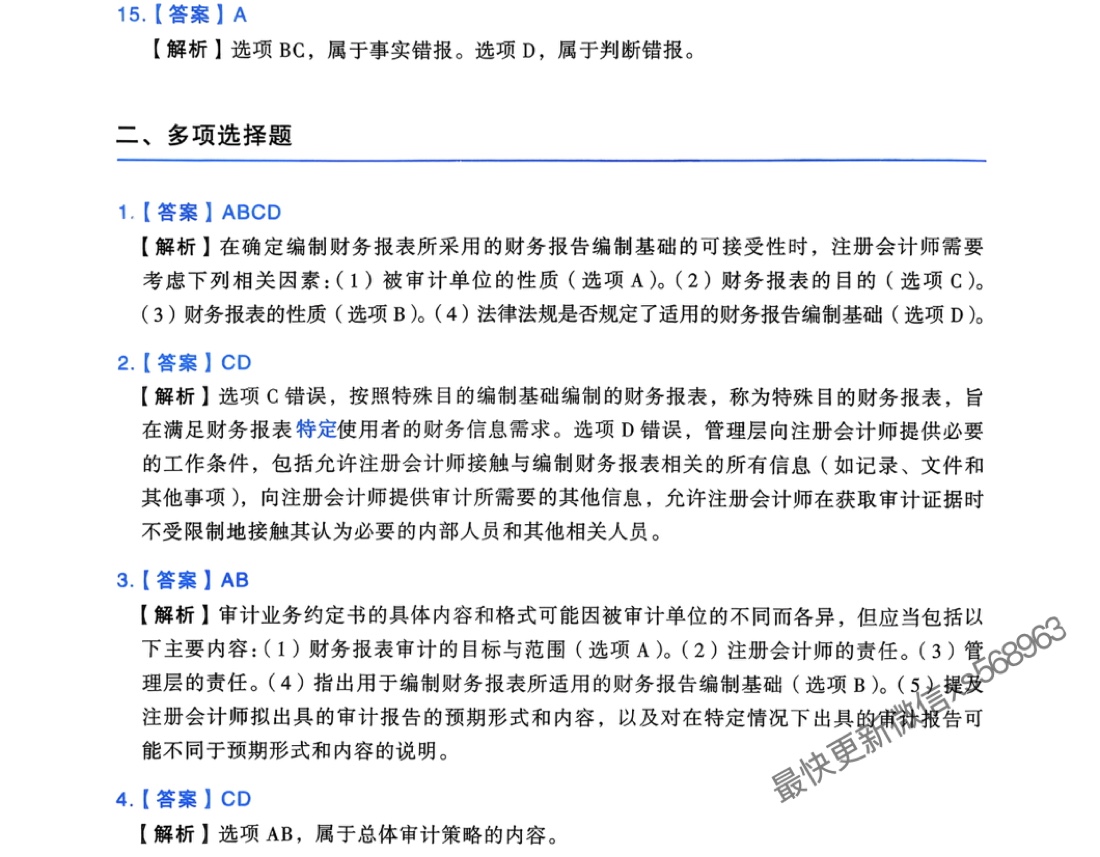 15.【答案】A
【解析】选项 BC，属于事实错报。选项 D，属于判断错报。
二、多项选择题
1.【答案】ABCD
【解析】在确定编制财务报表所采用的财务报告编制基础的可接受性时，注册会计师需要
考虑下列相关因素：（1）被审计单位的性质（选项 A）。（2）财务报表的目的（选项 C）。
（3）财务报表的性质（选项 B）。（4）法律法规是否规定了适用的财务报告编制基础（选项 D）。
2.【答案】CD
【解析】选项 C 错误，按照特殊目的编制基础编制的财务报表，称为特殊目的财务报表，旨
在满足财务报表特定使用者的财务信息需求。选项 D 错误，管理层向注册会计师提供必要
的工作条件，包括允许注册会计师接触与编制财务报表相关的所有信息（如记录、文件和
其他事项），向注册会计师提供审计所需要的其他信息，允许注册会计师在获取审计证据时
不受限制地接触其认为必要的内部人员和其他相关人员。
3.【答案】AB
【解析】审计业务约定书的具体内容和格式可能因被审计单位的不同而各异，但应当包括以
下主要内容：（1）财务报表审计的目标与范围（选项 A）。（2）注册会计师的责任。（3）管
理层的责任。（4）指出用于编制财务报表所适用的财务报告编制基础（选项 B）。（5）提及
注册会计师拟出具的审计报告的预期形式和内容，以及对在特定情况下出具的审计报告可
能不同于预期形式和内容的说明。
最快更新微信xs568963
4.【答案】CD
【解析】选项 AB，属于总体审计策略的内容。